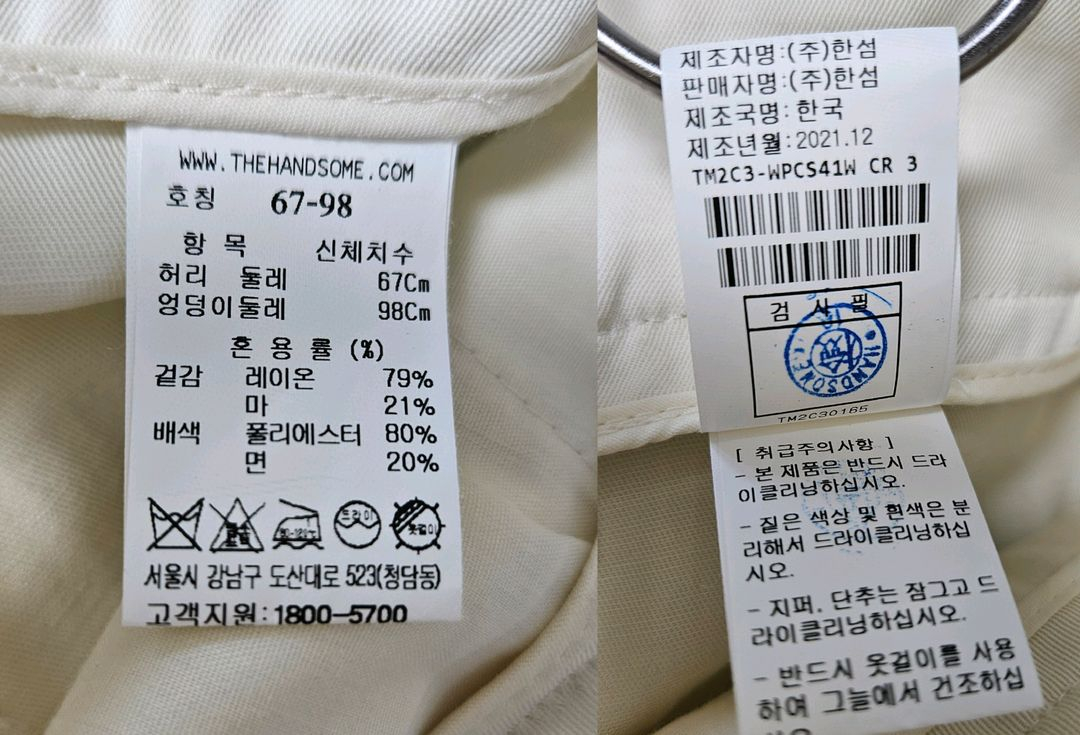 WWW.THEHANDSOME.COM
호칭 67-98
항 목 신체치수
허리 둘레 67Cm
엉덩이둘레 98Cm
혼 용 률 (%)
겉감 레이온 79%
마 21%
배색 폴리에스터 80%
면 20%
드라이
옷걸이
서울시 강남구 도산대로 523(청담동)
고객지원:1800-5700
제조자명:(주)한섬
판매자명:(주)한섬
제조국명: 한국
제조년월: 2021.12
TM2C3-WPCS41W CR 3
검 사 필
HANDSOME
TM2C30165
[ 취급주의사항 ]
- 본 제품은 반드시 드라
이클리닝하십시오.
- 짙은 색상 및 흰색은 분
리해서 드라이클리닝하십
시오.
- 지퍼. 단추는 잠그고 드
라이클리닝하십시오.
- 반드시 옷걸이를 사용
하여 그늘에서 건조하십